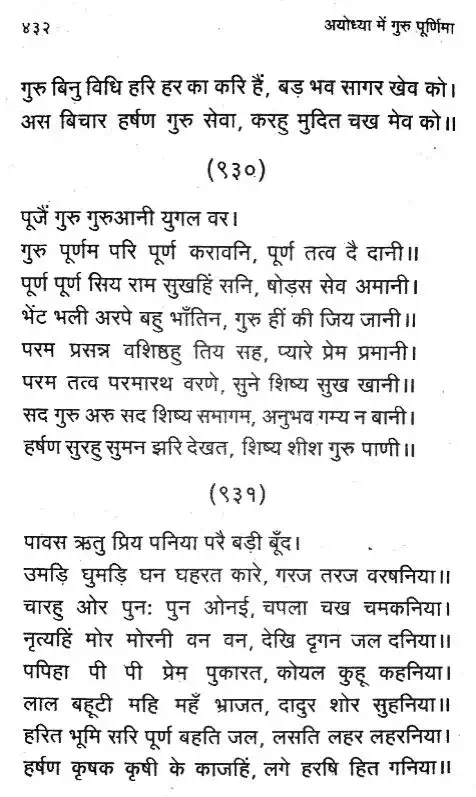 ४३२ अयोध्या में गुरु पूर्णिमा
गुरु बिनु विधि हरि हर का करि हैं, बड़ भव सागर खेव को।
अस बिचार हर्षण गुरु सेवा, करहु मुदित चख मेव को॥
(९३०)
पूजैं गुरु गुरुआनी युगल वर।
गुरु पूर्णम परि पूर्ण करावनि, पूर्ण तत्व दै दानी॥
पूर्ण पूर्ण सिय राम सुखहिं सनि, षोड्स सेव अमानी।
भेंट भली अरपे बहु भाँतिन, गुरु हीं की जिय जानी॥
परम प्रसन्न वशिष्ठहु तिय सह, प्यारे प्रेम प्रमानी।
परम तत्व परमारथ वरणे, सुने शिष्य सुख खानी॥
सद गुरु अरु सद शिष्य समागम, अनुभव गम्य न बानी।
हर्षण सुरहु सुमन झरि देखत, शिष्य शीश गुरु पाणी॥
(९३१)
पावस ऋतु प्रिय पनिया परै बड़ी बूँद।
उमड़ि घुमड़ि घन घहरत कारे, गरज तरज वरषनिया॥
चारहु ओर पुनः पुन ओनई, चपला चख चमकनिया।
नृत्यहिं मोर मोरनी वन वन, देखि दृगन जल दनिया॥
पपिहा पी पी प्रेम पुकारत, कोयल कुहू कहनिया।
लाल बहूटी महि महँ भ्राजत, दादुर शोर सुहनिया॥
हरित भूमि सरि पूर्ण बहति जल, लसति लहर लहरनिया।
हर्षण कृषक कृषी के काजहिं, लगे हरषि हित गनिया॥